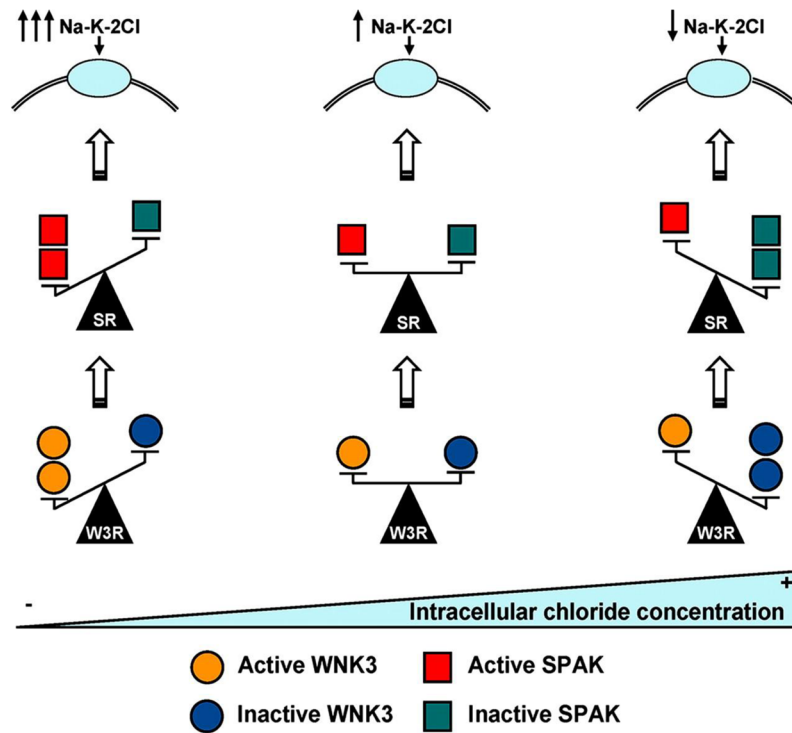 ↑↑↑ Na-K-2Cl
↑ Na-K-2Cl
↓ Na-K-2Cl
SR
SR
SR
W3R
W3R
W3R
-
+
Intracellular chloride concentration
Active WNK3
Active SPAK
Inactive WNK3
Inactive SPAK